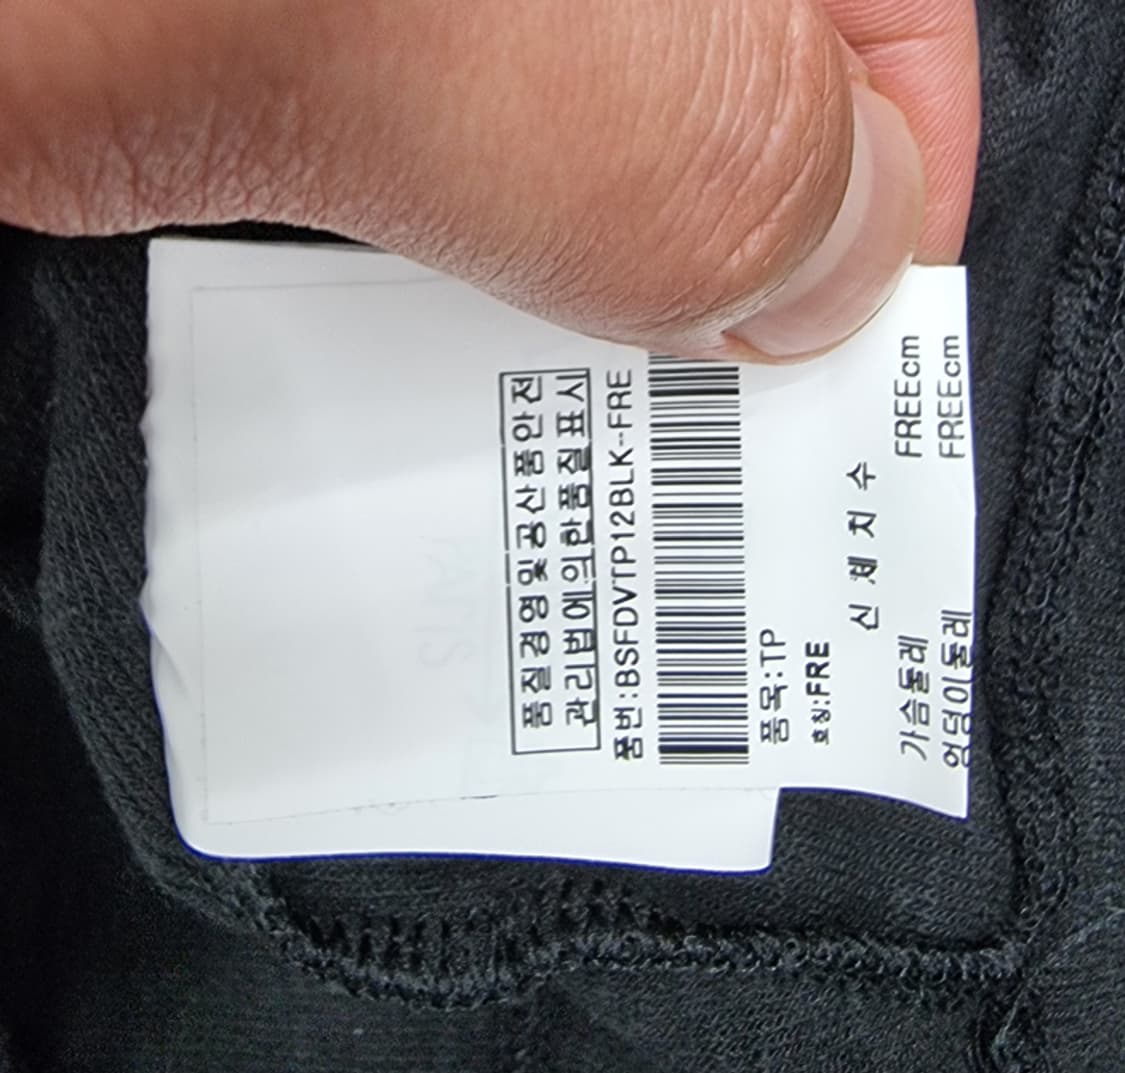 품질경영및공산품안전
관리법에의한품질표시
품번:BSFDVTP12BLK-FRE
품목:TP
호칭:FRE
신 체 치 수
가슴둘레 FREEcm
엉덩이둘레 FREEcm